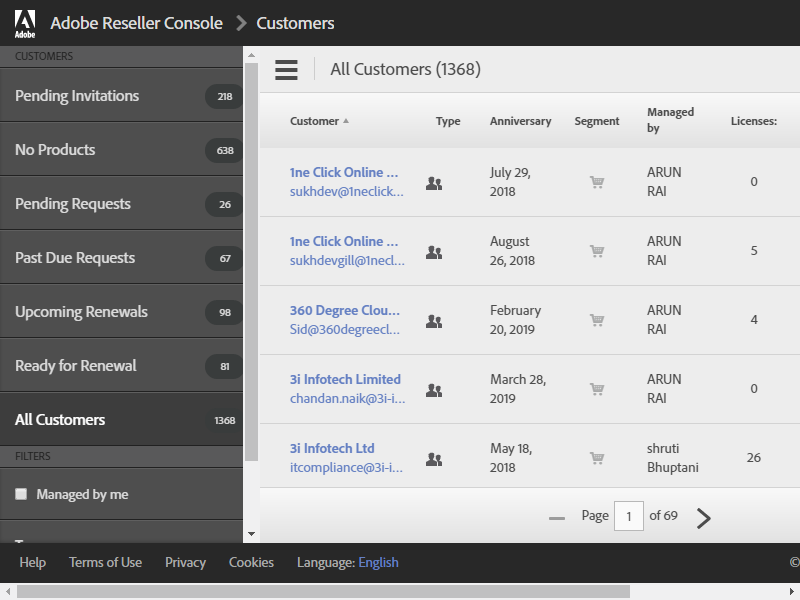 Adobe
Adobe Reseller Console
Customers
CUSTOMERS
Pending Invitations 218
No Products 638
Pending Requests 26
Past Due Requests 67
Upcoming Renewals 98
Ready for Renewal 81
All Customers 1368
FILTERS
Managed by me
All Customers (1368)
Customer Type Anniversary Segment Managed by Licenses:
1ne Click Online ... July 29, ARUN 0
sukhdev@1neclick... 2018 RAI
1ne Click Online ... August ARUN 5
sukhdevgill@1necl... 26, 2018 RAI
360 Degree Clou... February ARUN 4
Sid@360degreecl... 20, 2019 RAI
3i Infotech Limited March 28, ARUN 0
chandan.naik@3i-i... 2019 RAI
3i Infotech Ltd May 18, shruti 26
itcompliance@3i-i... 2018 Bhuptani
Page 1 of 69
Help Terms of Use Privacy Cookies Language: English ©